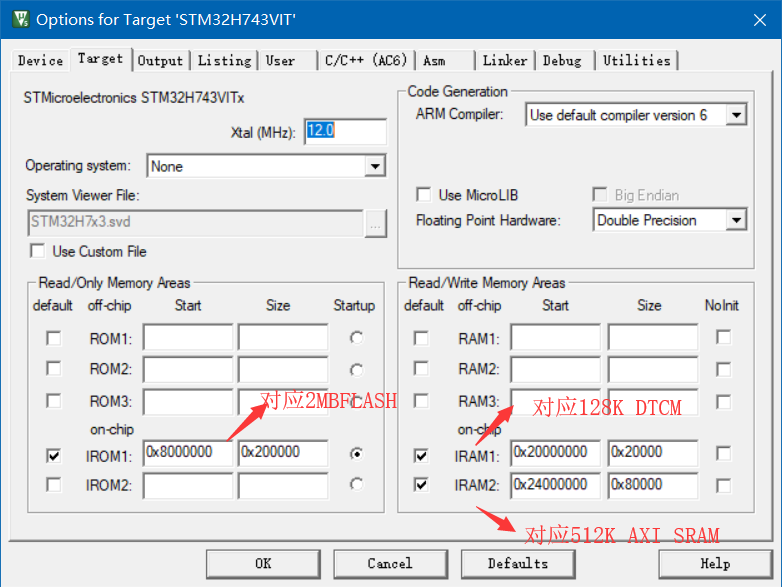 Options for Target 'STM32H743VIT'
Device Target Output Listing User C/C++ (AC6) Asm Linker Debug Utilities
STMicroelectronics STM32H743VITx
Xtal (MHz): 12.0
Operating system: None
System Viewer File:
STM32H7x3.svd
...
Use Custom File
Code Generation
ARM Compiler: Use default compiler version 6
Use MicroLIB Big Endian
Floating Point Hardware: Double Precision
Read/Only Memory Areas
default off-chip Start Size Startup
ROM1:
ROM2:
ROM3:
对应2MBFLASH
on-chip
IROM1: 0x8000000 0x200000
IROM2:
Read/Write Memory Areas
default off-chip Start Size NoInit
RAM1:
RAM2:
RAM3:
对应128K DTCM
on-chip
IRAM1: 0x20000000 0x20000
IRAM2: 0x24000000 0x80000
对应512K AXI SRAM
OK Cancel Defaults Help